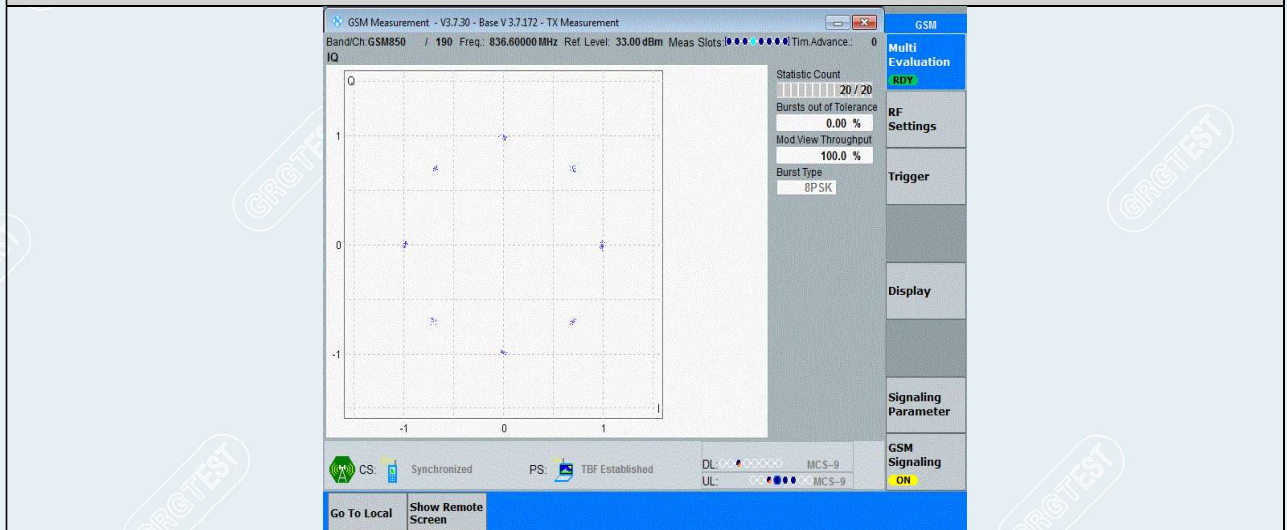 GSM Measurement - V3.7.30 - Base V 3.7.172 - TX Measurement
GSM
Band/Ch: GSM850 / 190 Freq.: 836.60000 MHz Ref. Level: 33.00 dBm Meas Slots: Tim.Advance.: 0
IQ
Multi
Evaluation
RDY
Q
Statistic Count
20 / 20
Bursts out of Tolerance
0.00 %
Mod.View Throughput
100.0 %
Burst Type
8PSK
RF
Settings
Trigger
Display
Signaling
Parameter
GSM
Signaling
ON
1
0
-1
I
-1 0 1
CS: Synchronized PS: TBF Established DL: MCS-9
UL: MCS-9
Go To Local
Show Remote
Screen
GRGTEST
GRGTEST
GRGTEST
GRGTEST